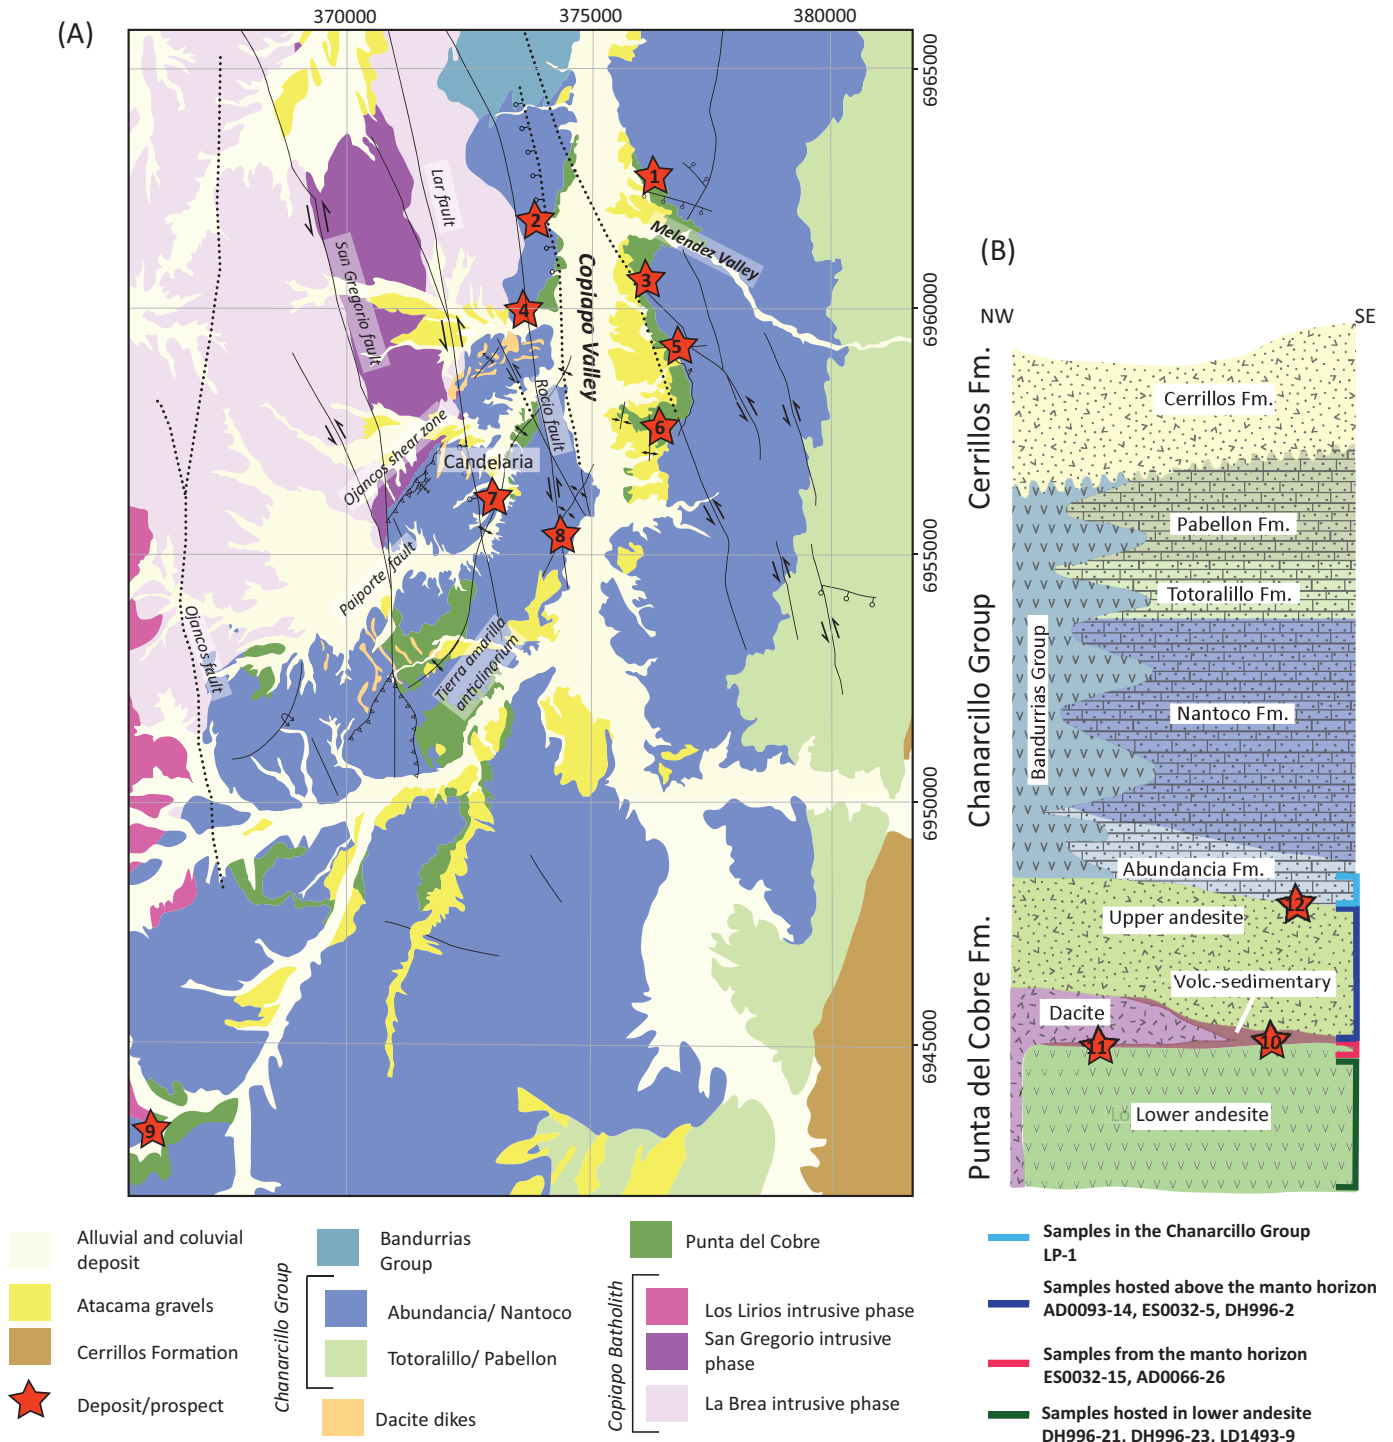 (A)
370000
375000
380000
6965000
6960000
6955000
6950000
6945000
1
2
3
4
5
6
7
8
9
Lar fault
San Gregorio fault
Melendez Valley
Copiapo Valley
Rocio fault
Ojancos shear zone
Candelaria
Paiporte fault
Ojancos fault
Tierra amarilla
anticlinorium
(B)
NW
SE
Cerrillos Fm.
Chanarcillo Group
Punta del Cobre Fm.
Cerrillos Fm.
Pabellon Fm.
Totoralillo Fm.
Bandurrias Group
Nantoco Fm.
Abundancia Fm.
12
Upper andesite
Volc.-sedimentary
Dacite
11
10
Lo Lower andesite
Alluvial and coluvial
deposit
Atacama gravels
Cerrillos Formation
Deposit/prospect
Chanarcillo Group
Bandurrias
Group
Abundancia/ Nantoco
Totoralillo/ Pabellon
Dacite dikes
Punta del Cobre
Copiapo Batholith
Los Lirios intrusive phase
San Gregorio intrusive
phase
La Brea intrusive phase
Samples in the Chanarcillo Group
LP-1
Samples hosted above the manto horizon
AD0093-14, ES0032-5, DH996-2
Samples from the manto horizon
ES0032-15, AD0066-26
Samples hosted in lower andesite
DH996-21, DH996-23, LD1493-9